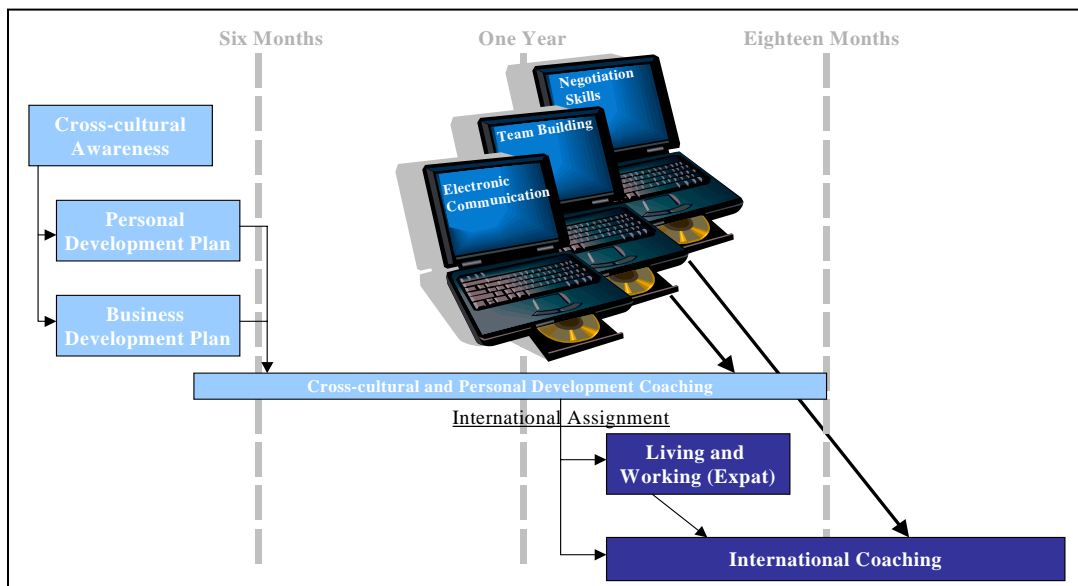 Six Months
One Year
Eighteen Months
Negotiation
Skills
Team Building
Electronic
Communication
Cross-cultural
Awareness
Personal
Development Plan
Business
Development Plan
Cross-cultural and Personal Development Coaching
International Assignment
Living and
Working (Expat)
International Coaching